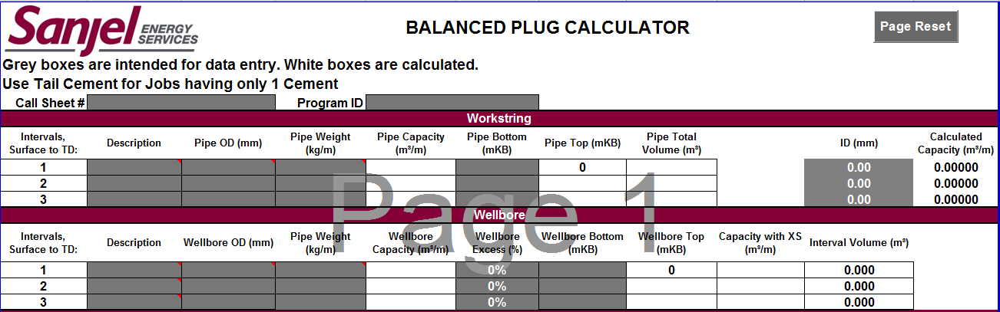 Sanjel ENERGY SERVICES
BALANCED PLUG CALCULATOR
Page Reset
Grey boxes are intended for data entry. White boxes are calculated.
Use Tail Cement for Jobs having only 1 Cement
Call Sheet # Program ID
Workstring
Intervals, Surface to TD: Description Pipe OD (mm) Pipe Weight (kg/m) Pipe Capacity (m³/m) Pipe Bottom (mKB) Pipe Top (mKB) Pipe Total Volume (m³) ID (mm) Calculated Capacity (m³/m)
1 0 0.00 0.00000
2 0.00 0.00000
3 0.00 0.00000
Page 1
Wellbore
Intervals, Surface to TD: Description Wellbore OD (mm) Pipe Weight (kg/m) Wellbore Capacity (m³/m) Wellbore Excess (%) Wellbore Bottom (mKB) Wellbore Top (mKB) Capacity with XS (m³/m) Interval Volume (m³)
1 0% 0 0.000
2 0% 0.000
3 0% 0.000